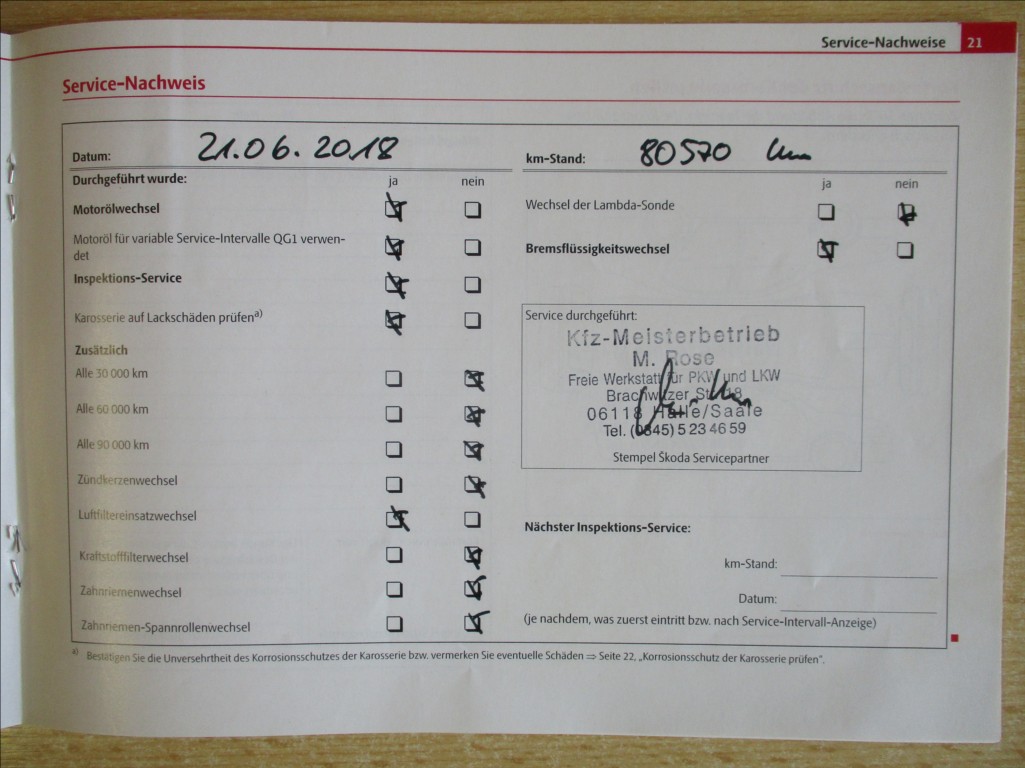 Service-Nachweise 21
Service-Nachweis
Datum: 21.06.2018
km-Stand: 80570 km
Durchgeführt wurde: ja nein
Motorölwechsel
Motoröl für variable Service-Intervalle QG1 verwen-
det
Inspektions-Service
Karosserie auf Lackschäden prüfen a)
Zusätzlich
Alle 30 000 km
Alle 60 000 km
Alle 90 000 km
Zündkerzenwechsel
Luftfiltereinsatzwechsel
Kraftstofffilterwechsel
Zahnriemenwechsel
Zahnriemen-Spannrollenwechsel
ja nein
Wechsel der Lambda-Sonde
Bremsflüssigkeitswechsel
Service durchgeführt:
Kfz-Meisterbetrieb
M. Rose
Freie Werkstatt für PKW und LKW
Brachwitzer Str. 18
06118 Halle/Saale
Tel. (0345) 5 23 46 59
Stempel Škoda Servicepartner
Nächster Inspektions-Service:
km-Stand:
Datum:
(je nachdem, was zuerst eintritt bzw. nach Service-Intervall-Anzeige)
a) Bestätigen Sie die Unversehrtheit des Korrosionsschutzes der Karosserie bzw. vermerken Sie eventuelle Schäden ⇒ Seite 22, „Korrosionsschutz der Karosserie prüfen“.